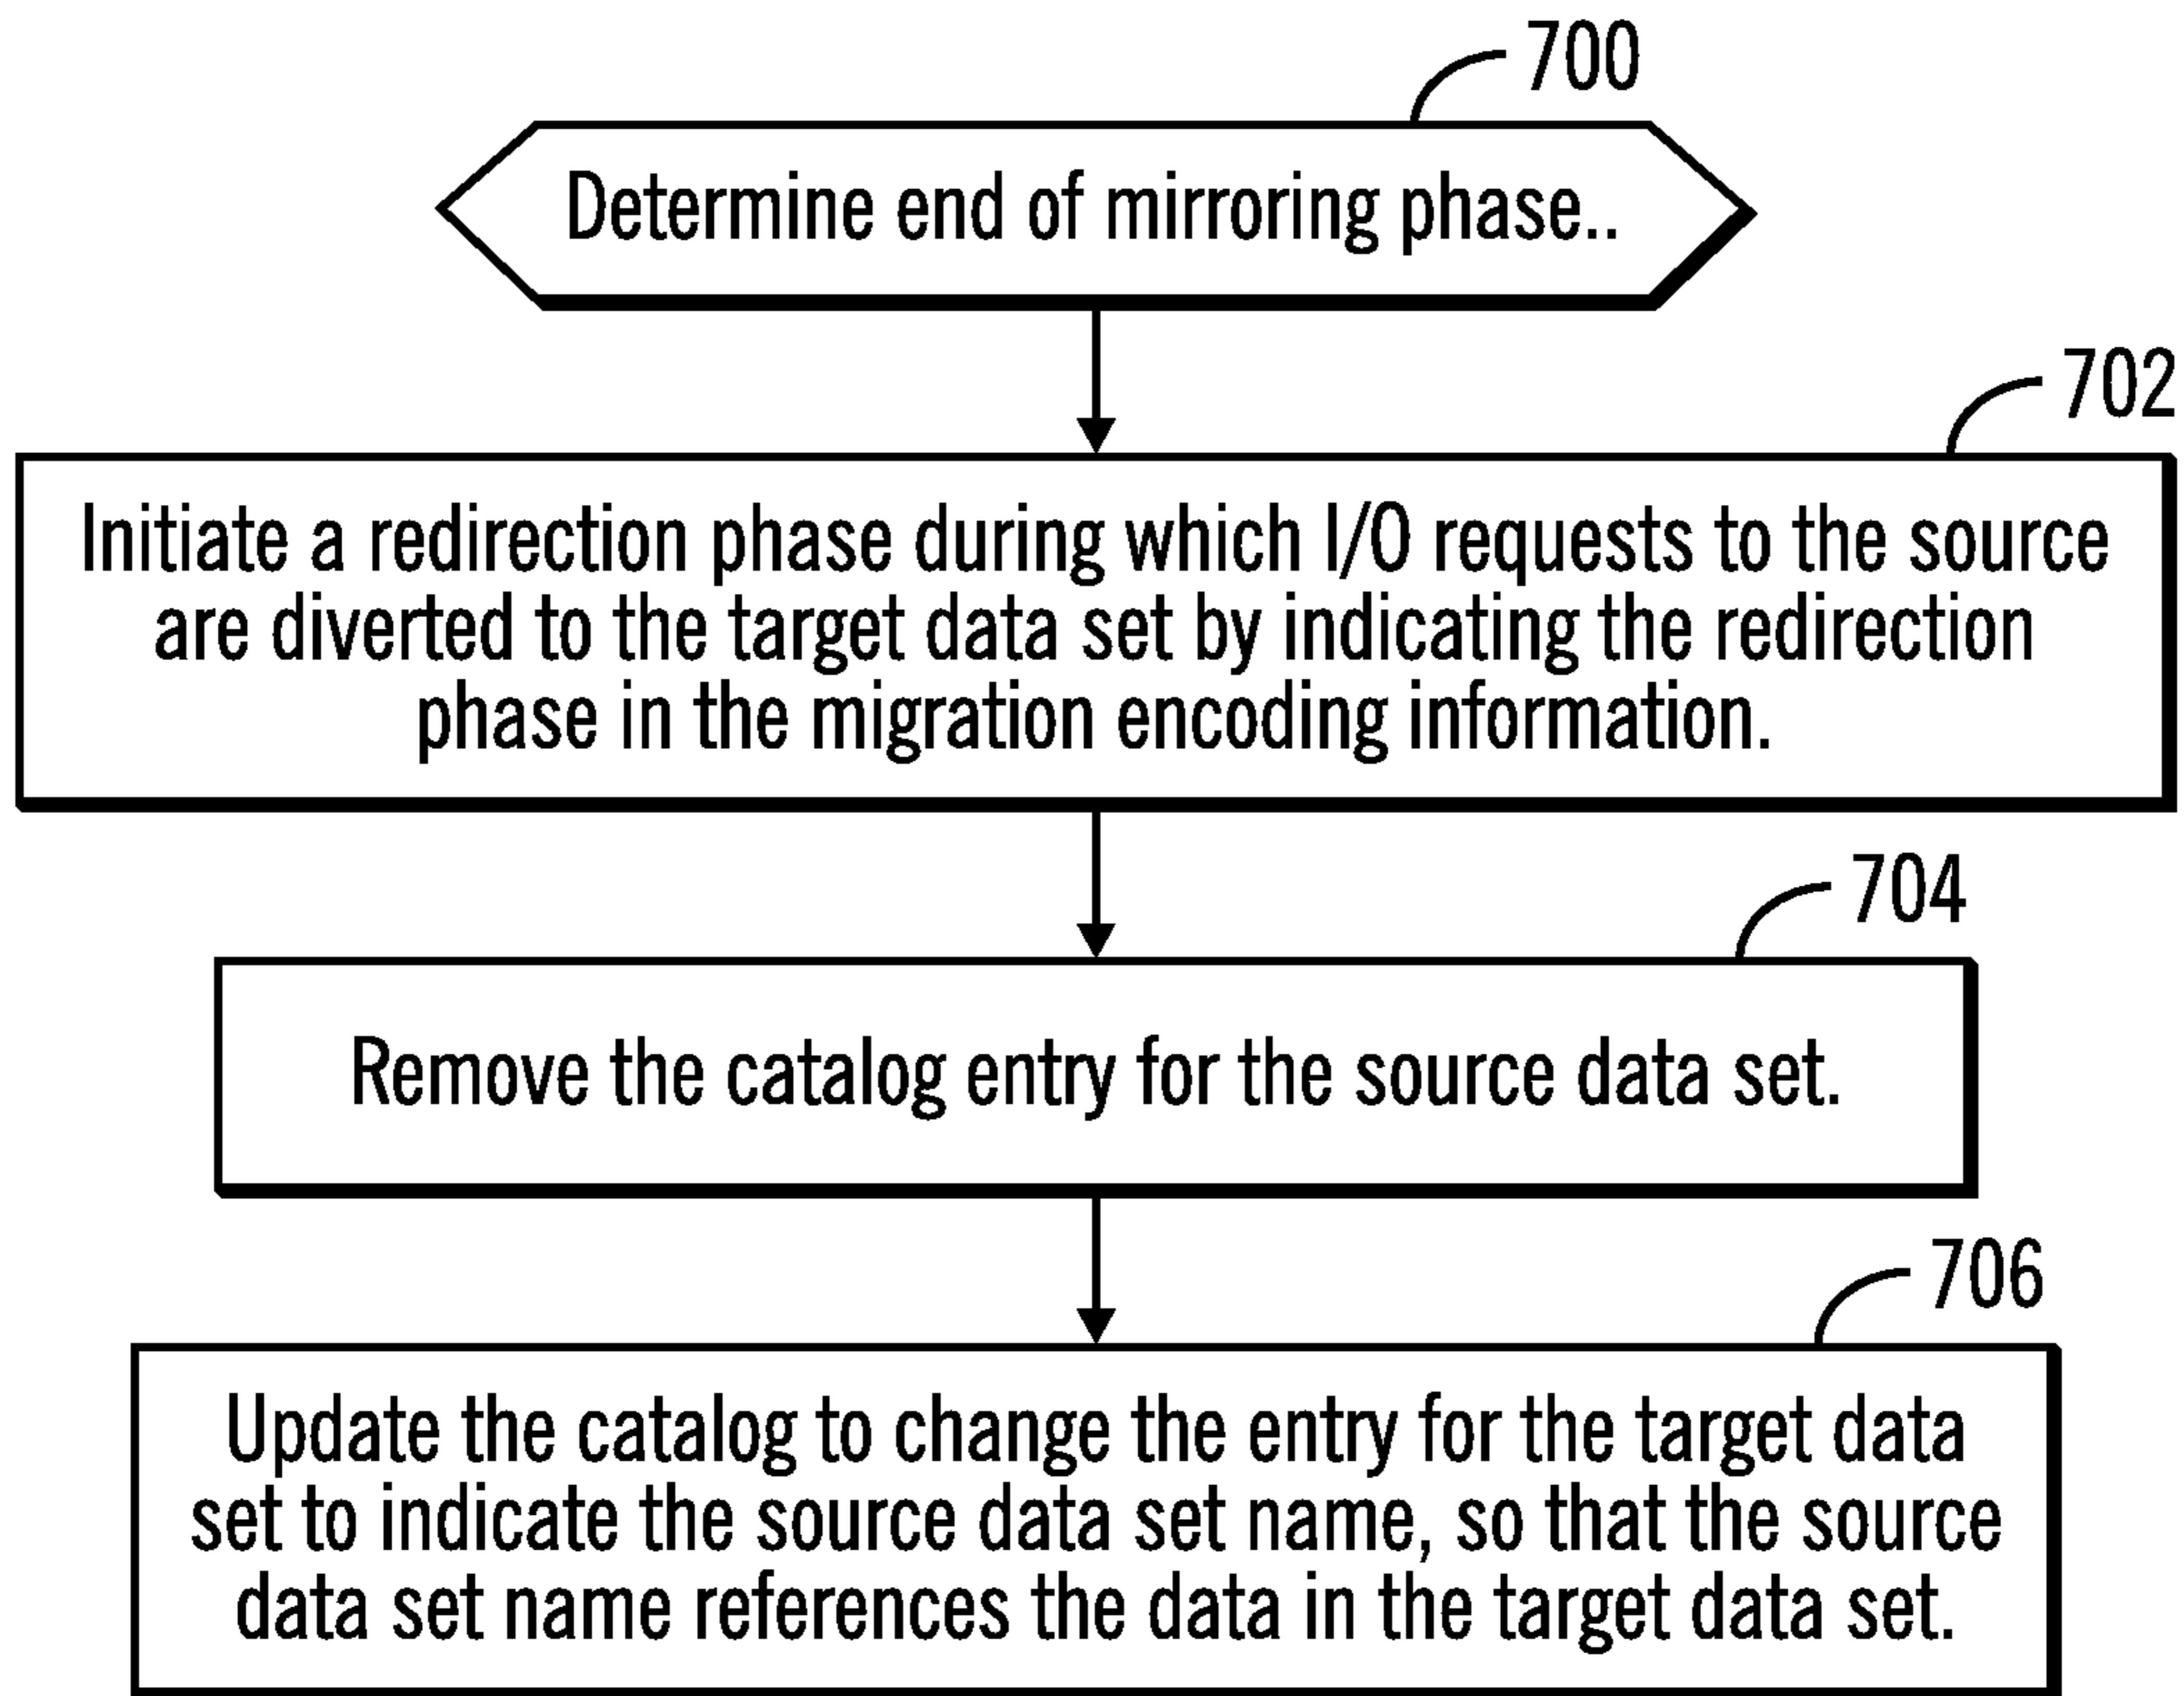 700
Determine end of mirroring phase..
702
Initiate a redirection phase during which I/O requests to the source
are diverted to the target data set by indicating the redirection
phase in the migration encoding information.
704
Remove the catalog entry for the source data set.
706
Update the catalog to change the entry for the target data
set to indicate the source data set name, so that the source
data set name references the data in the target data set.